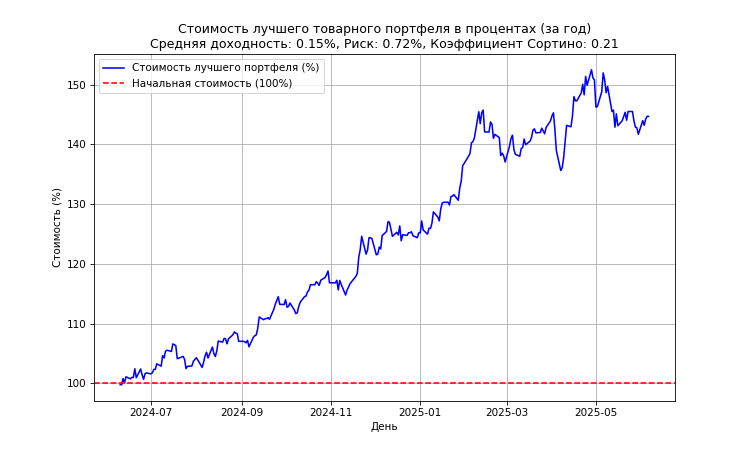 Стоимость лучшего товарного портфеля в процентах (за год)
Средняя доходность: 0.15%, Риск: 0.72%, Коэффициент Сортино: 0.21
Стоимость лучшего портфеля (%)
Начальная стоимость (100%)
Стоимость (%)
150
140
130
120
110
100
2024-07
2024-09
2024-11
2025-01
2025-03
2025-05
День